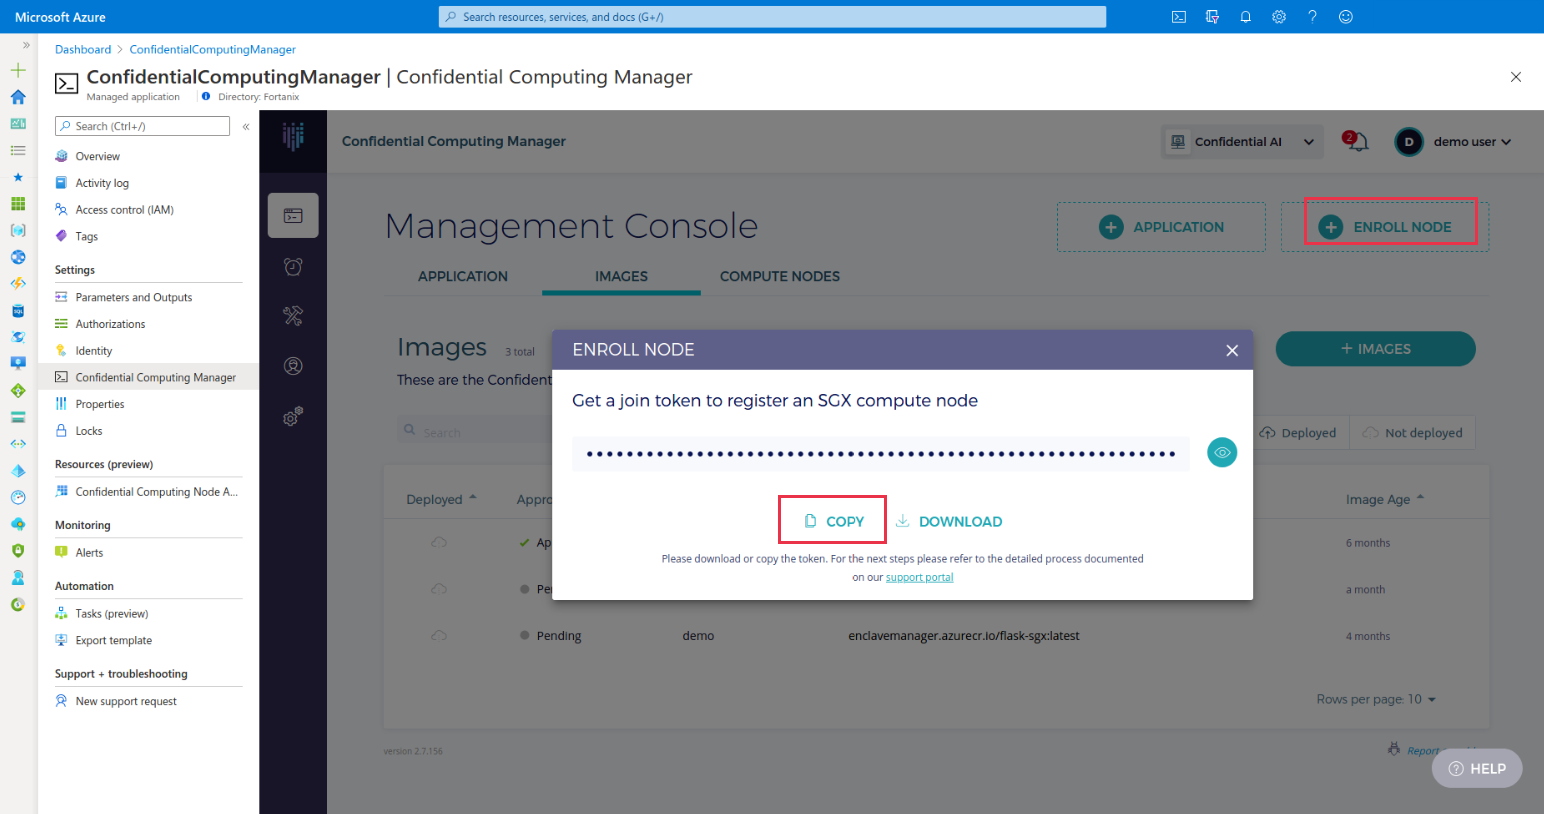 Microsoft Azure
Search resources, services, and docs (G+/)
Dashboard > ConfidentialComputingManager
ConfidentialComputingManager | Confidential Computing Manager
Managed application
Directory: Fortanix
Search (Ctrl+/)
Overview
Activity log
Access control (IAM)
Tags
Settings
Parameters and Outputs
Authorizations
Identity
Confidential Computing Manager
Properties
Locks
Resources (preview)
Confidential Computing Node A...
Monitoring
Alerts
Automation
Tasks (preview)
Export template
Support + troubleshooting
New support request
Confidential Computing Manager
Confidential AI
2
D
demo user
Management Console
APPLICATION
ENROLL NODE
APPLICATION
IMAGES
COMPUTE NODES
Images
3 total
+ IMAGES
These are the Confident
Search
Deployed
Not deployed
Deployed
Appro
Image Age
Ap
6 months
Pe
a month
Pending
demo
enclavemanager.azurecr.io/flask-sgx:latest
4 months
Rows per page: 10
version 2.7.156
Report
HELP
ENROLL NODE
Get a join token to register an SGX compute node
COPY
DOWNLOAD
Please download or copy the token. For the next steps please refer to the detailed process documented
on our support portal